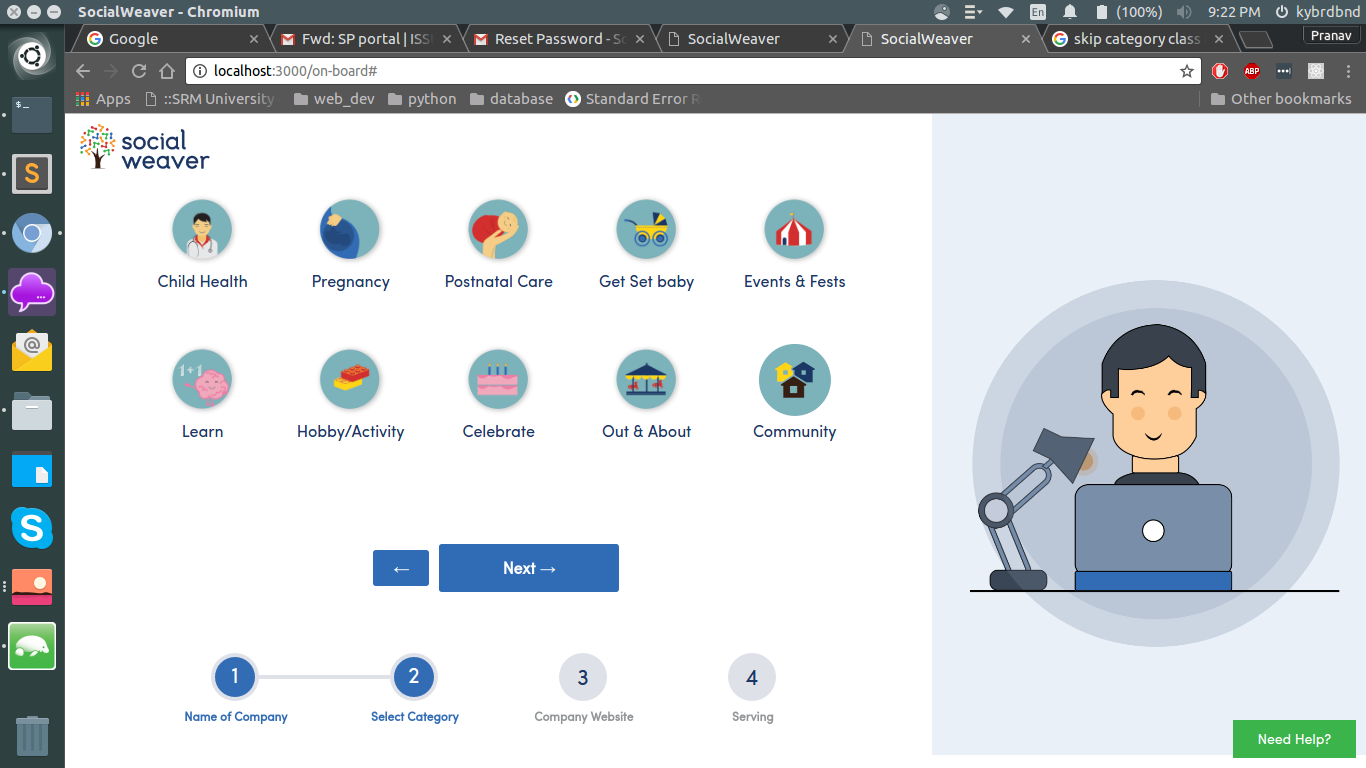 SocialWeaver - Chromium
En
(100%)
9:22 PM
kybrdbnd
Google
Fwd: SP portal | ISS
Reset Password - S
SocialWeaver
SocialWeaver
skip category class
Pranav
localhost:3000/on-board#
ABP
Apps
::SRM University
web_dev
python
database
Standard Error R
Other bookmarks
social
weaver
Child Health
Pregnancy
Postnatal Care
Get Set baby
Events & Fests
1+1
Learn
Hobby/Activity
Celebrate
Out & About
Community
←
Next →
1
2
3
4
Name of Company
Select Category
Company Website
Serving
Need Help?